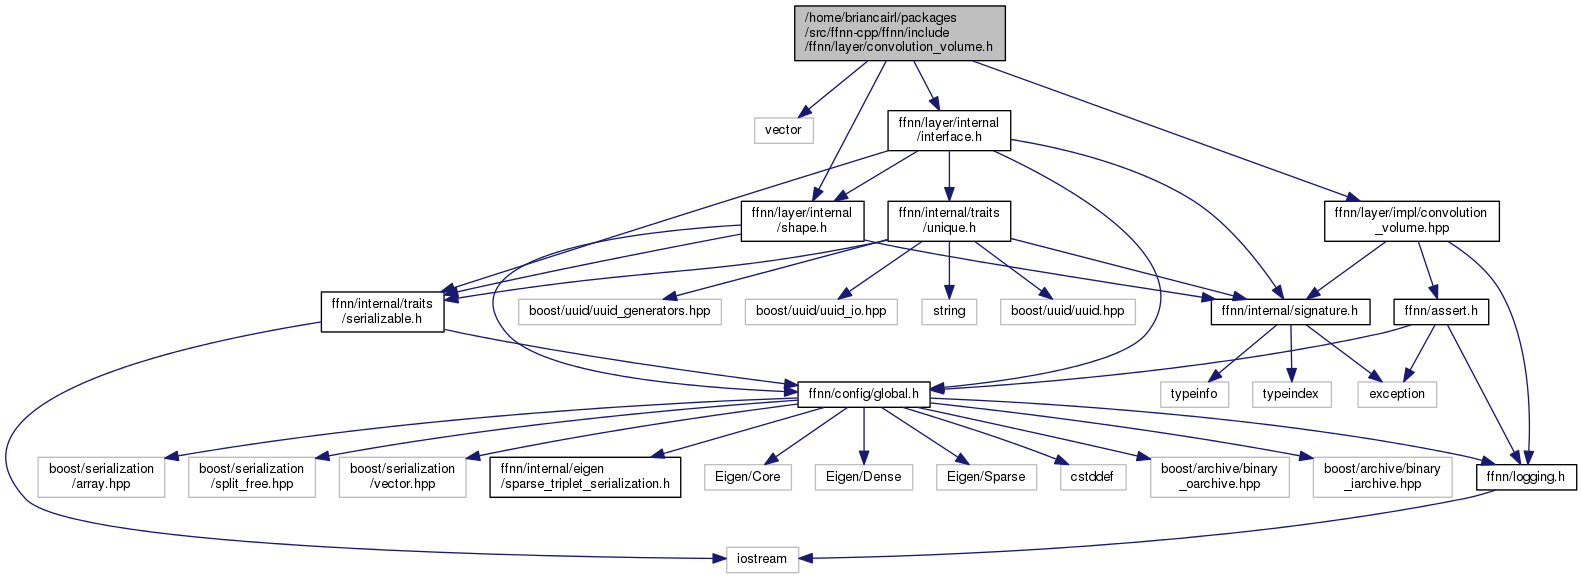 /home/briancairl/packages
/src/ffnn-cpp/ffnn/include
/ffnn/layer/convolution_volume.h
vector
ffnn/layer/internal
/interface.h
ffnn/layer/internal
/shape.h
ffnn/internal/traits
/unique.h
ffnn/layer/impl/convolution
_volume.hpp
ffnn/internal/traits
/serializable.h
boost/uuid/uuid_generators.hpp
boost/uuid/uuid_io.hpp
string
boost/uuid/uuid.hpp
ffnn/internal/signature.h
ffnn/assert.h
ffnn/config/global.h
typeinfo
typeindex
exception
boost/serialization
/array.hpp
boost/serialization
/split_free.hpp
boost/serialization
/vector.hpp
ffnn/internal/eigen
/sparse_triplet_serialization.h
Eigen/Core
Eigen/Dense
Eigen/Sparse
cstddef
boost/archive/binary
_oarchive.hpp
boost/archive/binary
_iarchive.hpp
ffnn/logging.h
iostream